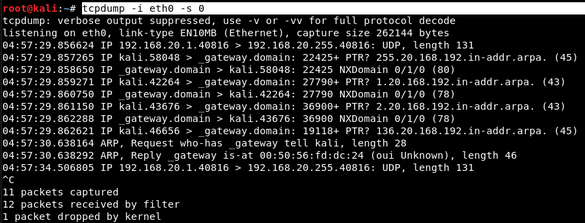 root@kali:~# tcpdump -i eth0 -s 0
tcpdump: verbose output suppressed, use -v or -vv for full protocol decode
listening on eth0, link-type EN10MB (Ethernet), capture size 262144 bytes
04:57:29.856624 IP 192.168.20.1.40816 > 192.168.20.255.40816: UDP, length 131
04:57:29.857265 IP kali.58048 > _gateway.domain: 22425+ PTR? 255.20.168.192.in-addr.arpa. (45)
04:57:29.858650 IP _gateway.domain > kali.58048: 22425 NXDomain 0/1/0 (80)
04:57:29.859271 IP kali.42264 > _gateway.domain: 27790+ PTR? 1.20.168.192.in-addr.arpa. (43)
04:57:29.860750 IP _gateway.domain > kali.42264: 27790 NXDomain 0/1/0 (78)
04:57:29.861150 IP kali.43676 > _gateway.domain: 36900+ PTR? 2.20.168.192.in-addr.arpa. (43)
04:57:29.862288 IP _gateway.domain > kali.43676: 36900 NXDomain 0/1/0 (78)
04:57:29.862621 IP kali.46656 > _gateway.domain: 19118+ PTR? 136.20.168.192.in-addr.arpa. (45)
04:57:30.638164 ARP, Request who-has _gateway tell kali, length 28
04:57:30.638292 ARP, Reply _gateway is-at 00:50:56:fd:dc:24 (oui Unknown), length 46
04:57:34.506805 IP 192.168.20.1.40816 > 192.168.20.255.40816: UDP, length 131
^C
11 packets captured
12 packets received by filter
1 packet dropped by kernel